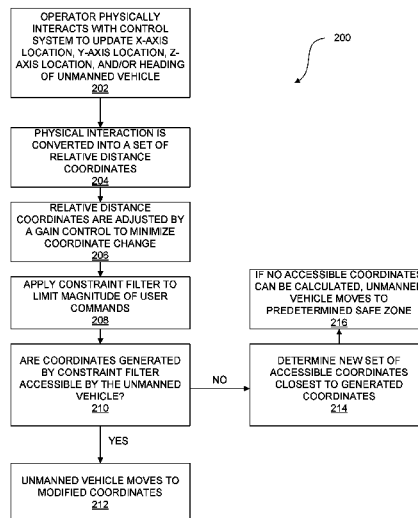 OPERATOR PHYSICALLY
INTERACTS WITH CONTROL
SYSTEM TO UPDATE X-AXIS
LOCATION, Y-AXIS LOCATION, Z-
AXIS LOCATION, AND/OR HEADING
OF UNMANNED VEHICLE
202
200
PHYSICAL INTERACTION IS
CONVERTED INTO A SET OF
RELATIVE DISTANCE
COORDINATES
204
RELATIVE DISTANCE
COORDINATES ARE ADJUSTED BY
A GAIN CONTROL TO MINIMIZE
COORDINATE CHANGE
206
APPLY CONSTRAINT FILTER TO
LIMIT MAGNITUDE OF USER
COMMANDS
208
IF NO ACCESSIBLE COORDINATES
CAN BE CALCULATED, UNMANNED
VEHICLE MOVES TO
PREDETERMINED SAFE ZONE
216
ARE COORDINATES GENERATED
BY CONSTRAINT FILTER
ACCESSIBLE BY THE UNMANNED
VEHICLE?
210
NO
DETERMINE NEW SET OF
ACCESSIBLE COORDINATES
CLOSEST TO GENERATED
COORDINATES
214
YES
UNMANNED VEHICLE MOVES TO
MODIFIED COORDINATES
212